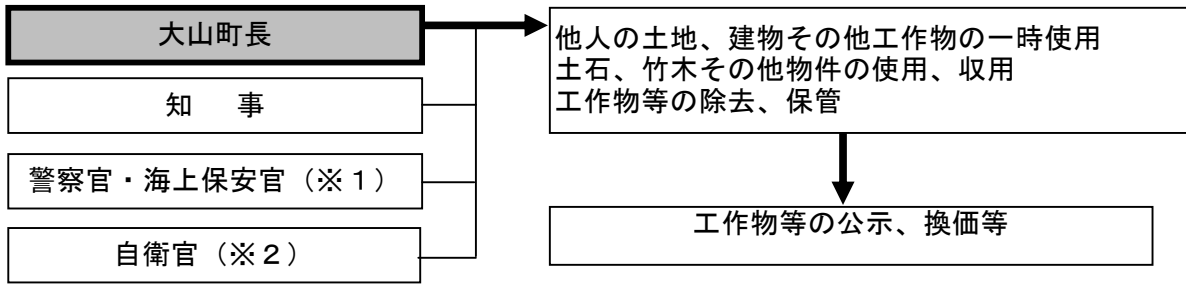 大山町長
知　事
警察官・海上保安官（※１）
自衛官（※２）
他人の土地、建物その他工作物の一時使用
土石、竹木その他物件の使用、収用
工作物等の除去、保管
工作物等の公示、換価等